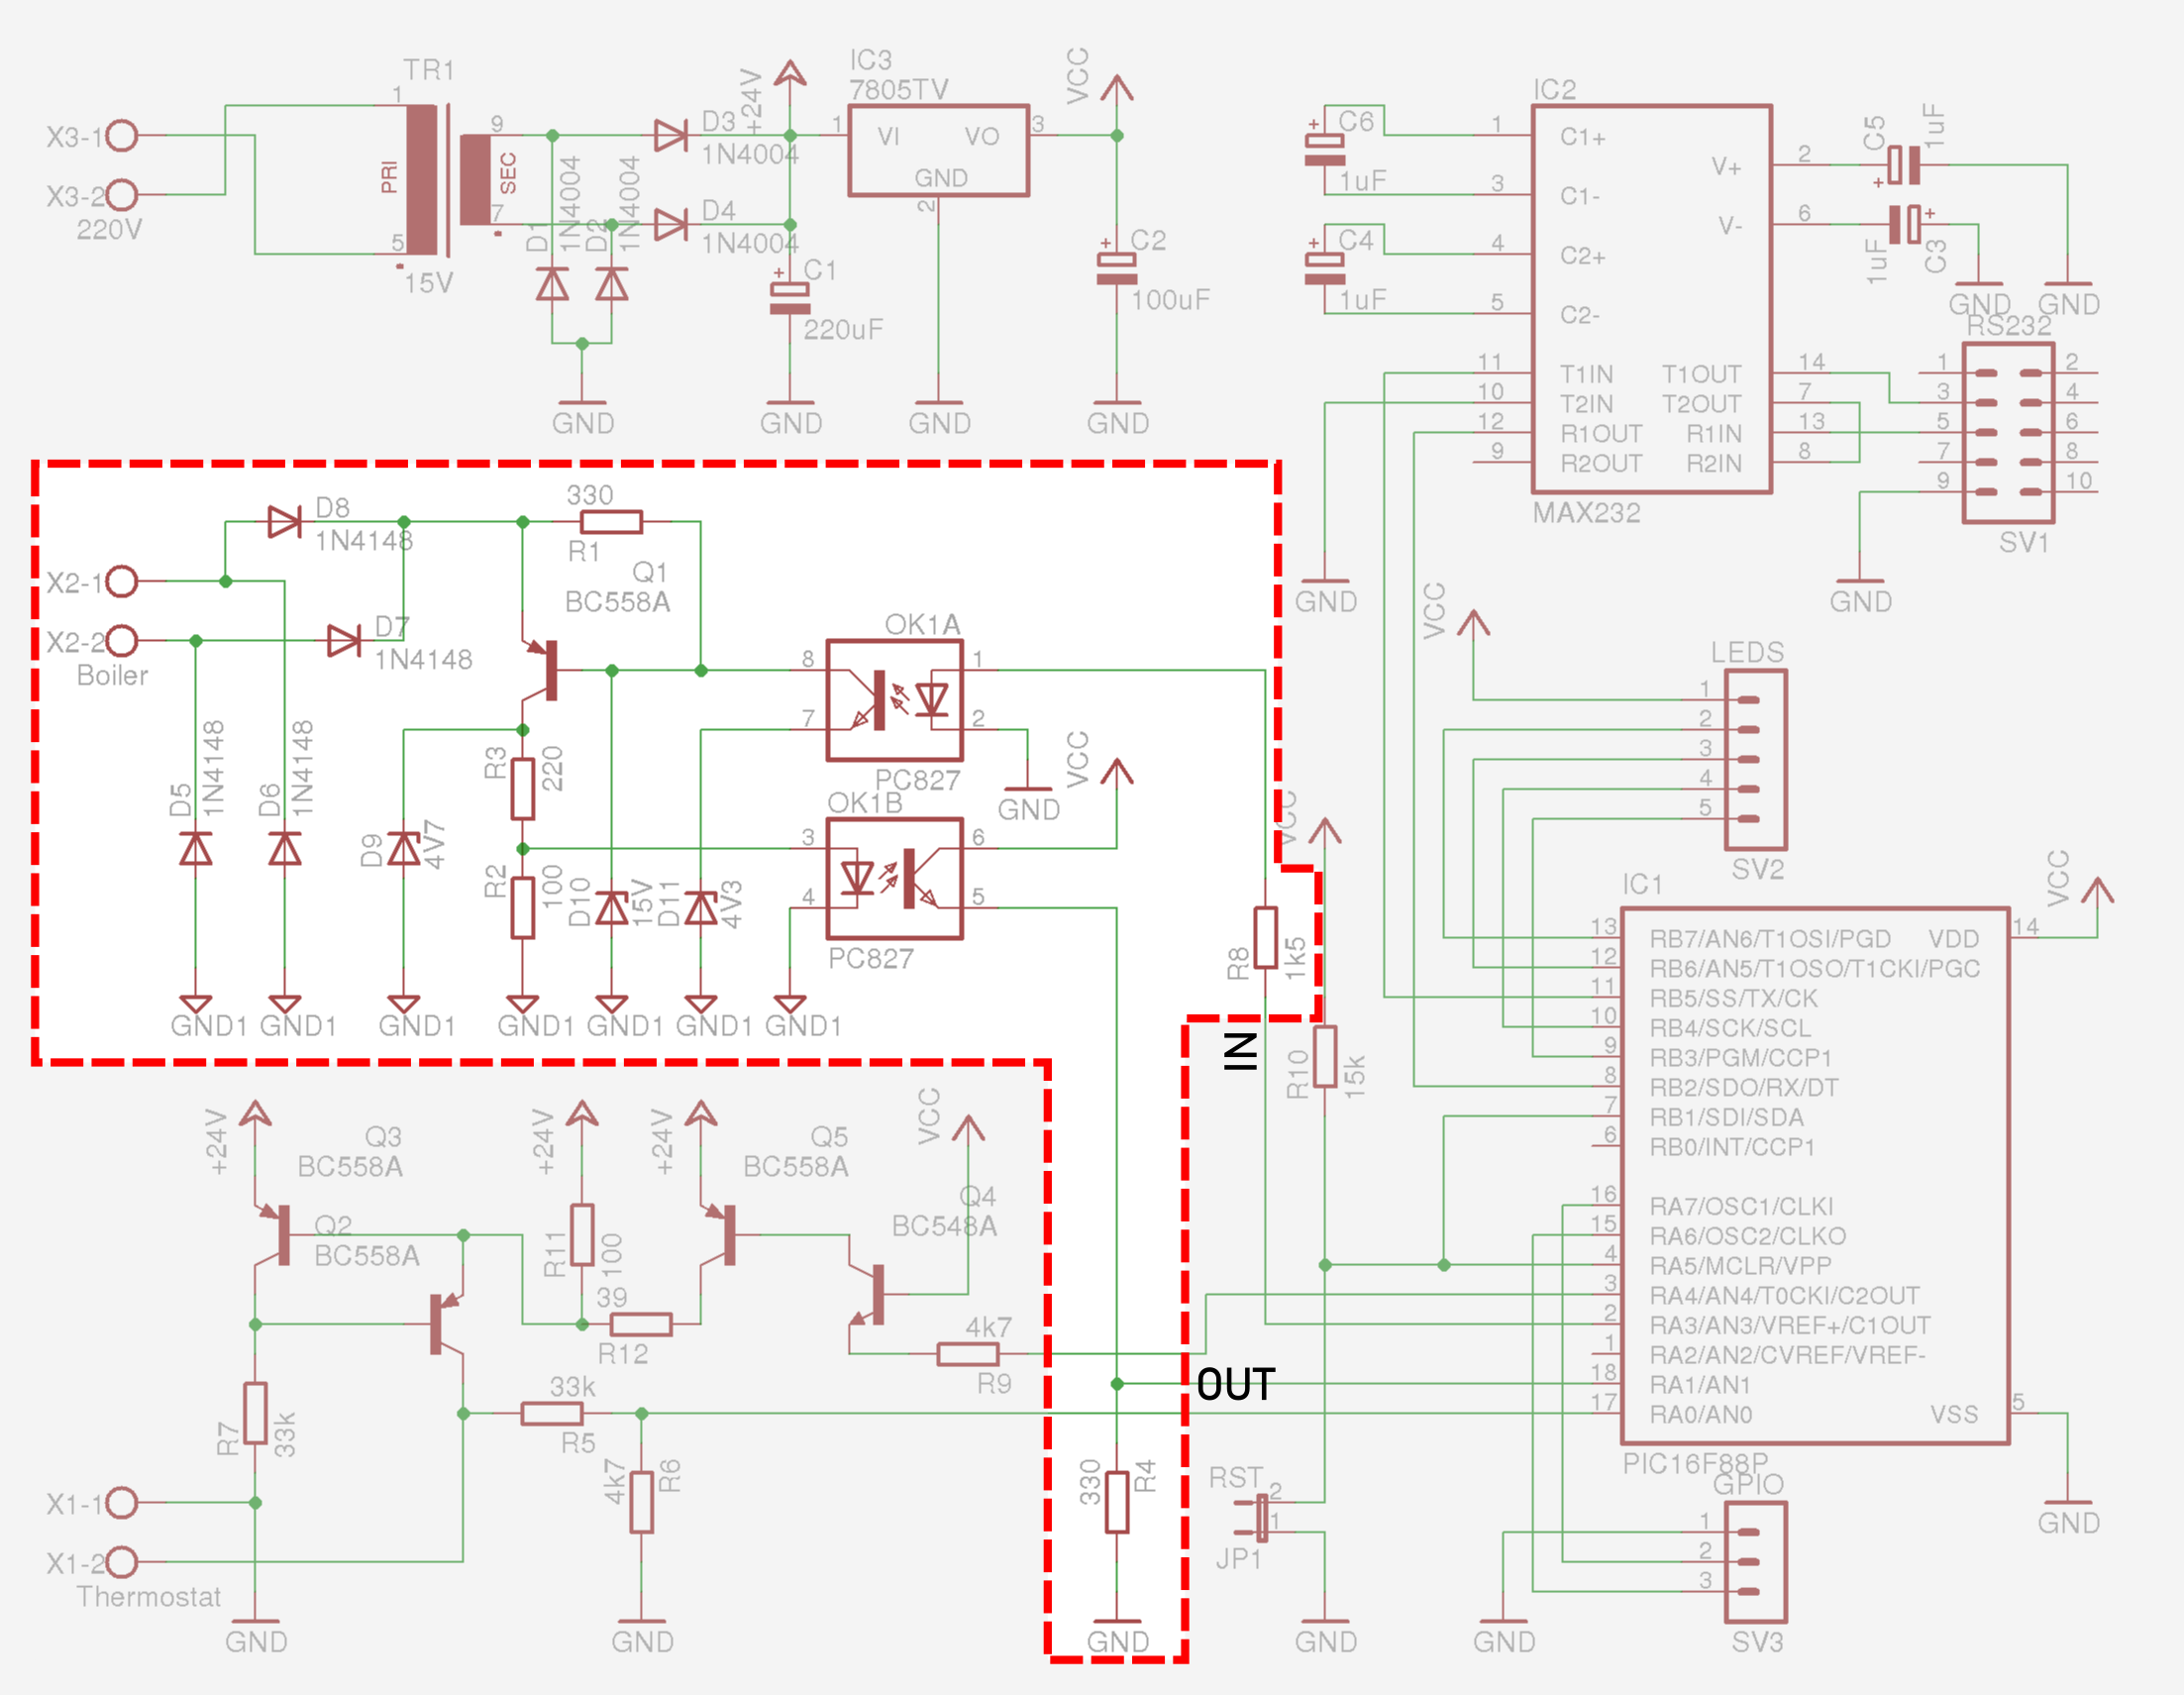 TR1
1
X3-1
X3-2
220V
PRI
SEC
9
7
5
15V
D1
1N4004
D2
1N4004
D3
1N4004
D4
1N4004
+24V
C1
220uF
IC3
7805TV
1
VI
VO
3
GND
2
VCC
C2
100uF
GND
GND
GND
GND
C6
1uF
C4
1uF
IC2
1
C1+
3
C1-
4
C2+
5
C2-
11
T1IN
10
T2IN
12
R1OUT
9
R2OUT
V+
2
V-
6
T1OUT
14
T2OUT
7
R1IN
13
R2IN
8
MAX232
C5
1uF
1uF
C3
GND
GND
RS232
1
2
3
4
5
6
7
8
9
10
SV1
GND
GND
D8
1N4148
330
R1
X2-1
X2-2
Boiler
D7
1N4148
Q1
BC558A
OK1A
8
1
7
2
PC827
GND
VCC
OK1B
3
6
4
5
PC827
D5
1N4148
D6
1N4148
D9
4V7
R3
220
R2
100
D10
15V
D11
4V3
GND1
GND1
GND1
GND1
GND1
GND1
GND1
R8
1k5
IN
VCC
R10
15k
VCC
LEDS
1
2
3
4
5
SV2
IC1
VCC
13
RB7/AN6/T1OSI/PGD
VDD
14
12
RB6/AN5/T1OSO/T1CKI/PGC
11
RB5/SS/TX/CK
10
RB4/SCK/SCL
9
RB3/PGM/CCP1
8
RB2/SDO/RX/DT
7
RB1/SDI/SDA
6
RB0/INT/CCP1
16
RA7/OSC1/CLKI
15
RA6/OSC2/CLKO
4
RA5/MCLR/VPP
3
RA4/AN4/T0CKI/C2OUT
2
RA3/AN3/VREF+/C1OUT
1
RA2/AN2/CVREF/VREF-
18
RA1/AN1
17
RA0/AN0
VSS
5
PIC16F88P
GND
+24V
Q3
BC558A
Q2
BC558A
+24V
R11
100
39
R12
+24V
Q5
BC558A
VCC
Q4
BC548A
4k7
R9
OUT
R7
33k
33k
R5
4k7
R6
330
R4
X1-1
X1-2
Thermostat
GND
GND
GND
RST
2
1
JP1
GND
GPIO
1
2
3
SV3
GND